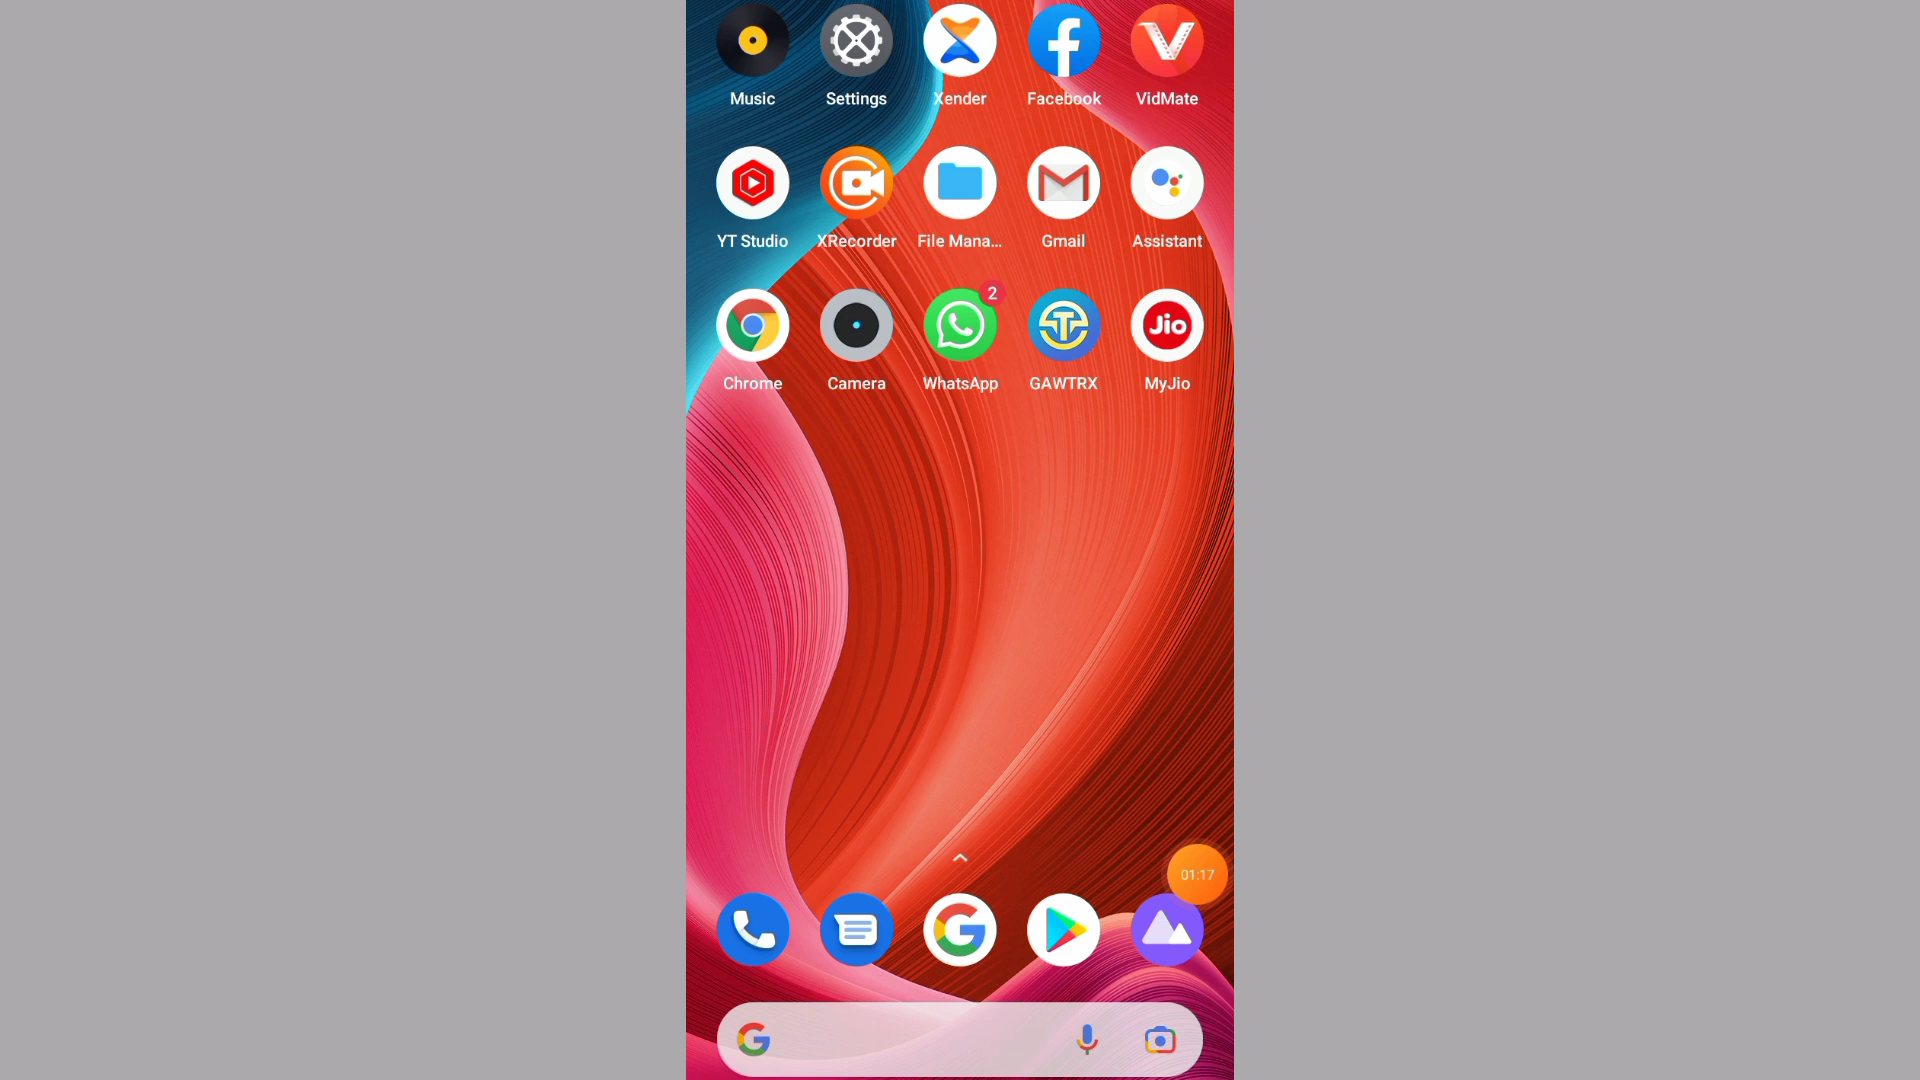 Music Settings Xender Facebook VidMate
YT Studio XRecorder File Mana... Gmail Assistant
2
Jio
Chrome Camera WhatsApp GAWTRX MyJio
01:17